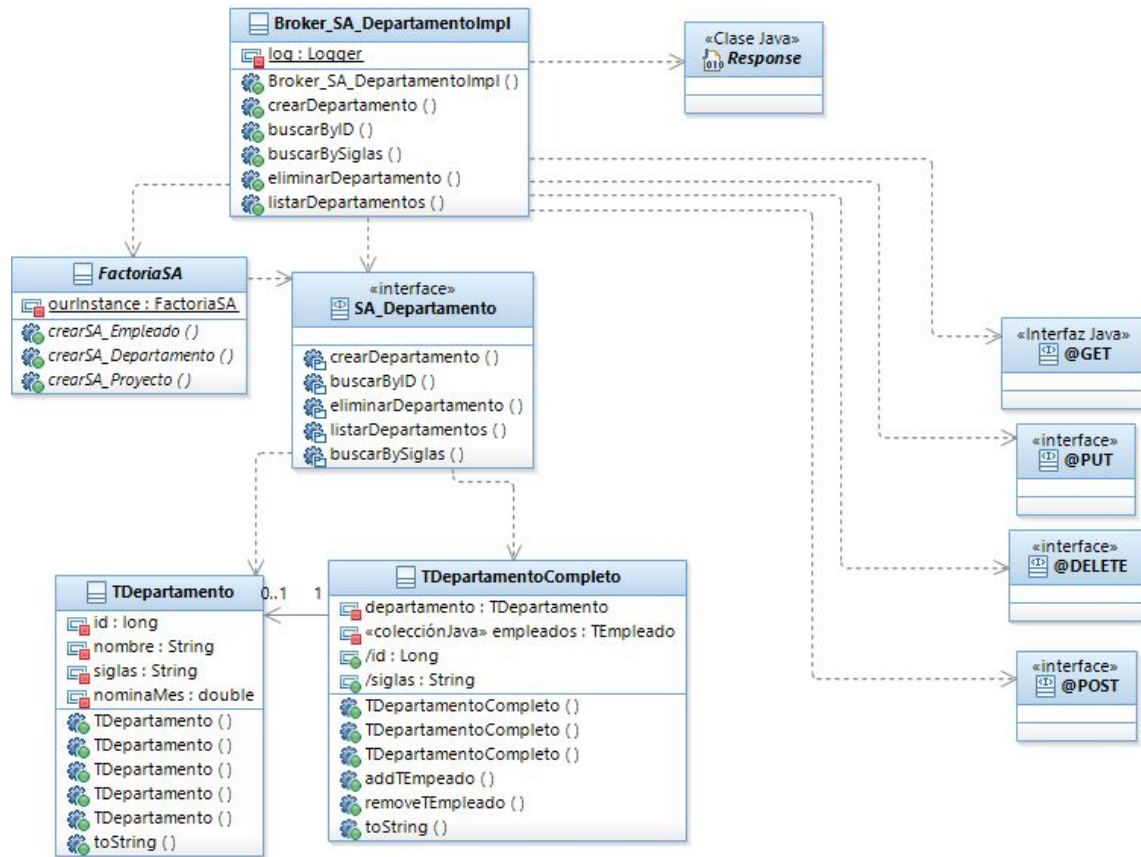 Broker_SA_DepartamentoImpl
log : Logger
Broker_SA_DepartamentoImpl ( )
crearDepartamento ( )
buscarByID ( )
buscarBySiglas ( )
eliminarDepartamento ( )
listarDepartamentos ( )
«Clase Java»
Response
FactoriaSA
ourInstance : FactoriaSA
crearSA_Empleado ( )
crearSA_Departamento ( )
crearSA_Proyecto ( )
«interface»
SA_Departamento
crearDepartamento ( )
buscarByID ( )
eliminarDepartamento ( )
listarDepartamentos ( )
buscarBySiglas ( )
«Interfaz Java»
@GET
«interface»
@PUT
«interface»
@DELETE
«interface»
@POST
TDepartamento
id : long
nombre : String
siglas : String
nominaMes : double
TDepartamento ( )
TDepartamento ( )
TDepartamento ( )
TDepartamento ( )
TDepartamento ( )
toString ( )
0..1 1
TDepartamentoCompleto
departamento : TDepartamento
«colecciónJava» empleados : TEmpleado
/id : Long
/siglas : String
TDepartamentoCompleto ( )
TDepartamentoCompleto ( )
TDepartamentoCompleto ( )
addTEmpeado ( )
removeTEmpleado ( )
toString ( )